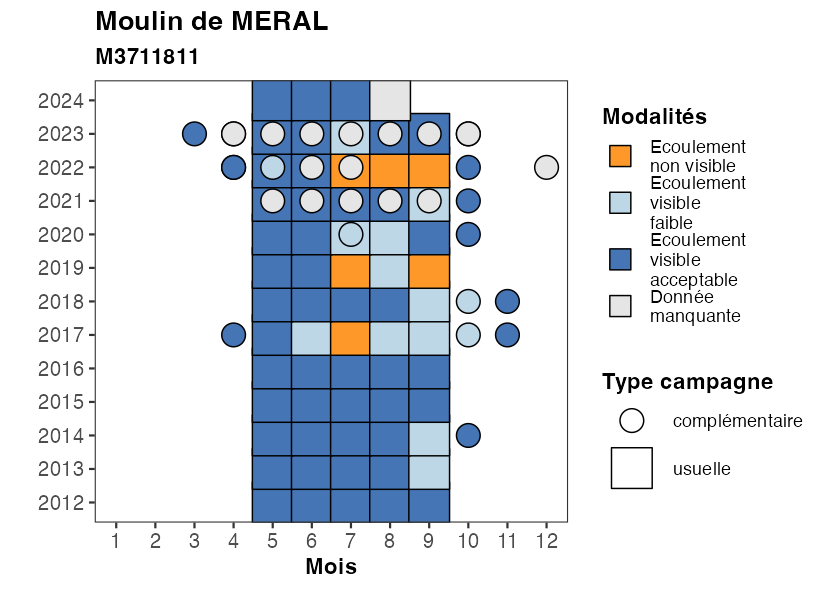 Moulin de MERAL
M3711811
2024
2023
2022
2021
2020
2019
2018
2017
2016
2015
2014
2013
2012
1 2 3 4 5 6 7 8 9 10 11 12
Mois
Modalités
Ecoulement
non visible
Ecoulement
visible
faible
Ecoulement
visible
acceptable
Donnée
manquante
Type campagne
complémentaire
usuelle